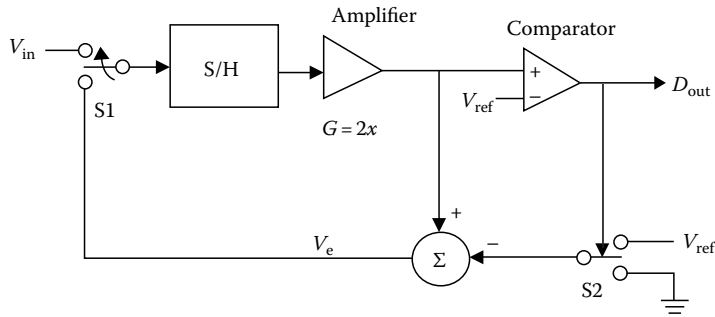 Amplifier
Comparator
V_in
S/H
S1
G = 2x
+
V_ref
−
D_out
V_e
+
Σ
−
V_ref
S2